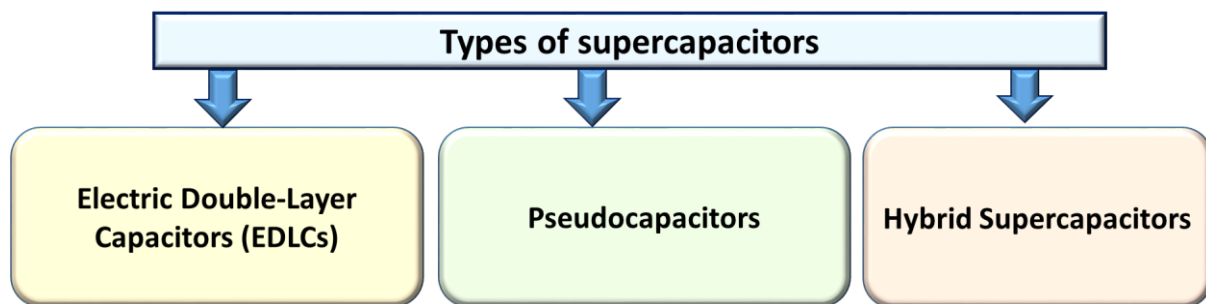 Types of supercapacitors
Electric Double-Layer
Capacitors (EDLCs)
Pseudocapacitors
Hybrid Supercapacitors